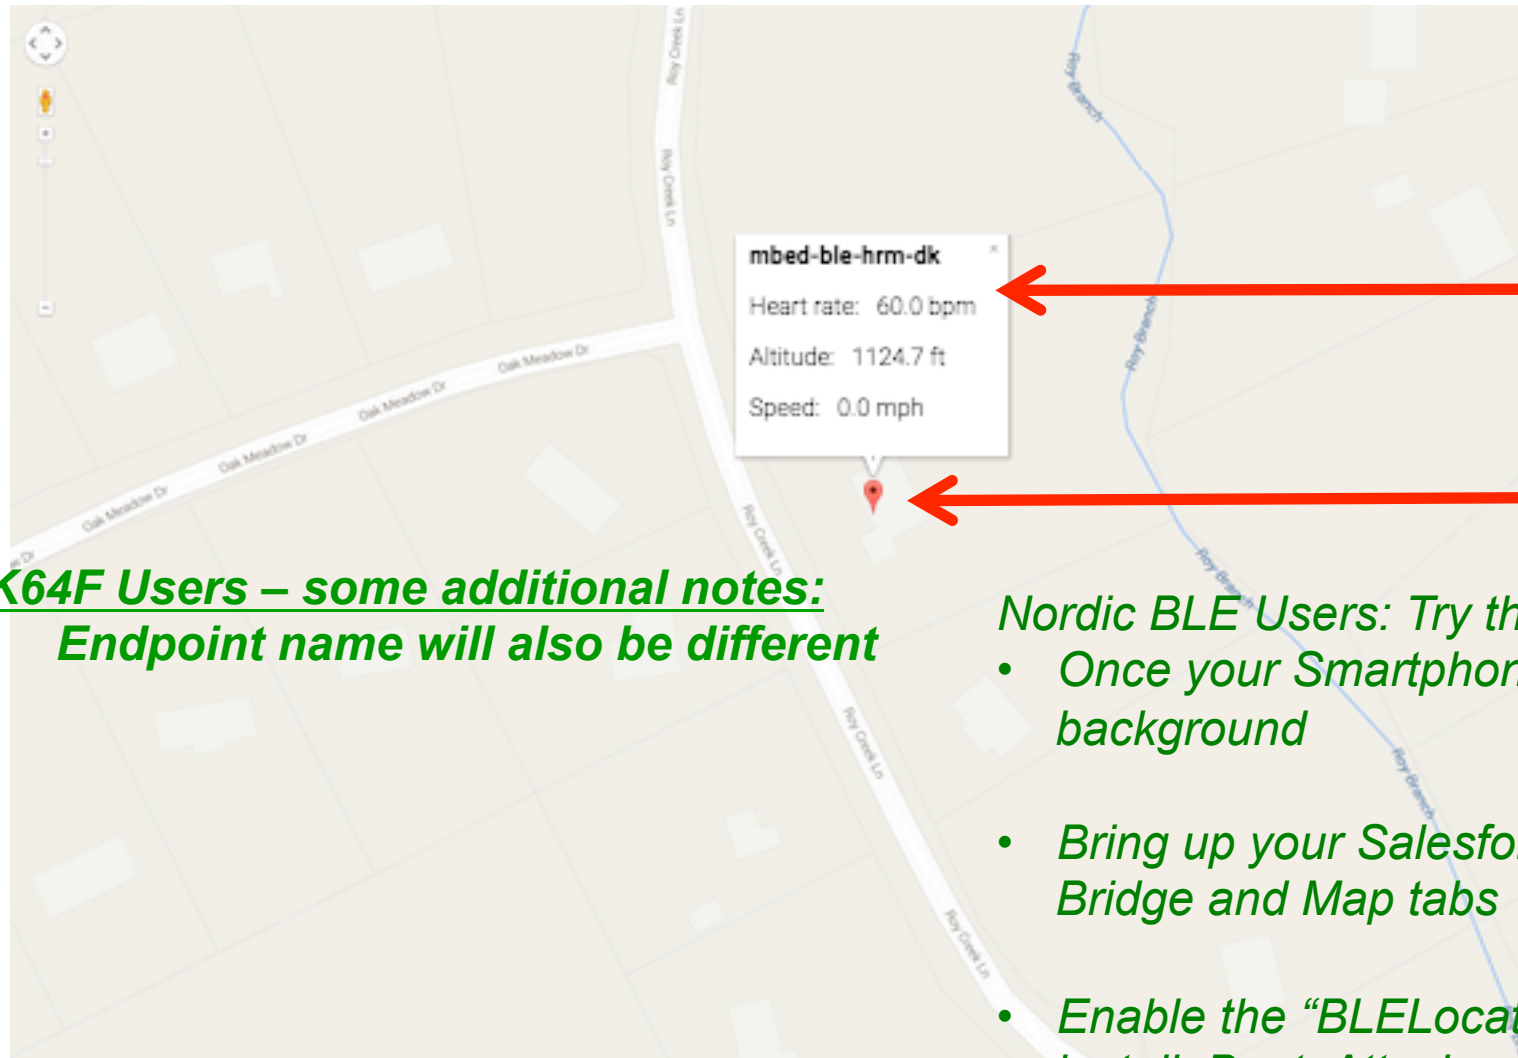 Roy Creek Ln
Roy Creek Ln
Roy Branch
mbed-ble-hrm-dk ×
Heart rate: 60.0 bpm
Altitude: 1124.7 ft
Speed: 0.0 mph
Roy Branch
Oak Meadow Dr
Oak Meadow Dr
Oak Meadow Dr
Oak Meadow Dr
Dr
Roy Creek Ln
Roy Branch
K64F Users – some additional notes:
Endpoint name will also be different
Nordic BLE Users: Try th
• Once your Smartphon
background
Roy Creek Ln
Roy Branch
• Bring up your Salesfo
Bridge and Map tabs
Roy Creek Ln
• Enable the “BLELocat